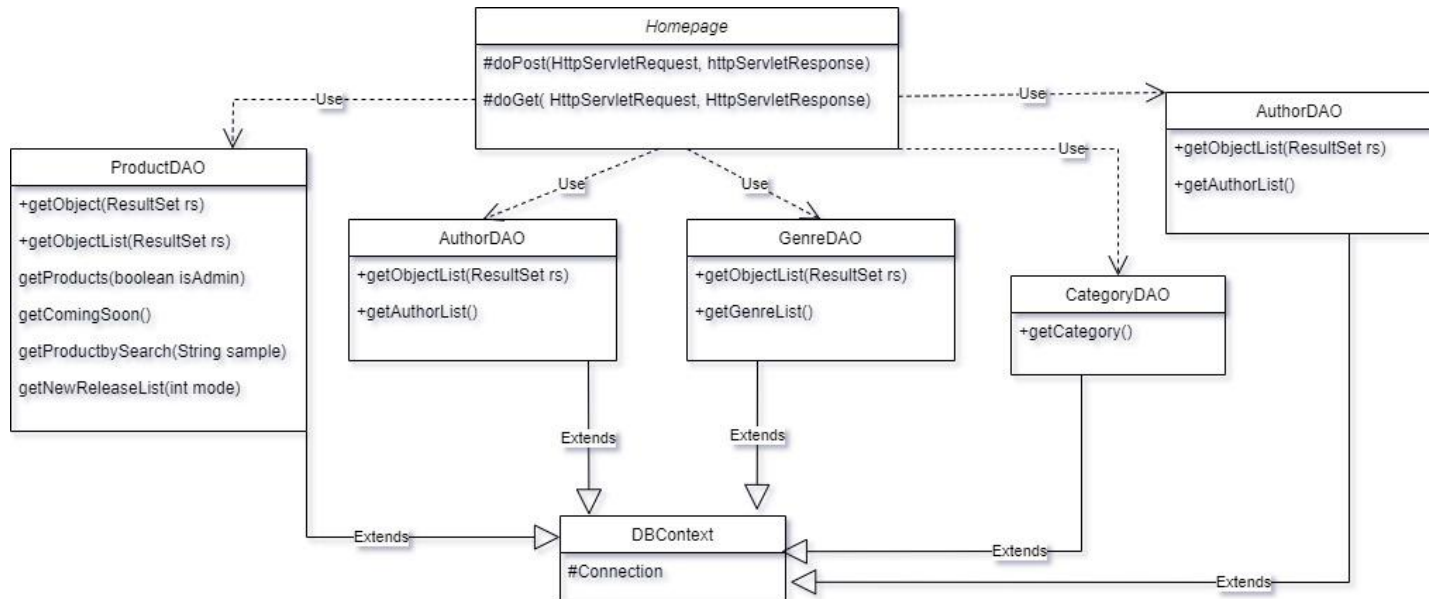 Homepage
#doPost(HttpServletRequest, httpServletResponse)
#doGet( HttpServletRequest, HttpServletResponse)
Use
Use
Use
Use
Use
ProductDAO
+getObject(ResultSet rs)
+getObjectList(ResultSet rs)
getProducts(boolean isAdmin)
getComingSoon()
getProductbySearch(String sample)
getNewReleaseList(int mode)
AuthorDAO
+getObjectList(ResultSet rs)
+getAuthorList()
GenreDAO
+getObjectList(ResultSet rs)
+getGenreList()
CategoryDAO
+getCategory()
AuthorDAO
+getObjectList(ResultSet rs)
+getAuthorList()
Extends
Extends
Extends
Extends
Extends
DBContext
#Connection